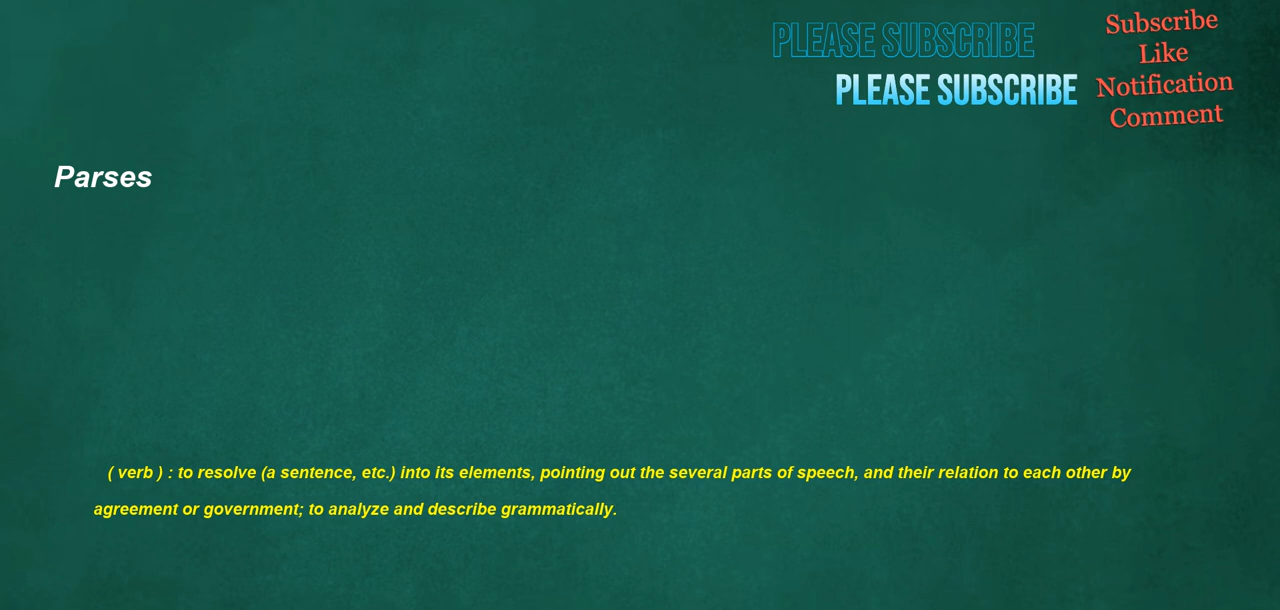 PLEASE SUBSCRIBE
PLEASE SUBSCRIBE
Subscribe
Like
Notification
Comment
Parses
( verb ) : to resolve (a sentence, etc.) into its elements, pointing out the several parts of speech, and their relation to each other by
agreement or government; to analyze and describe grammatically.